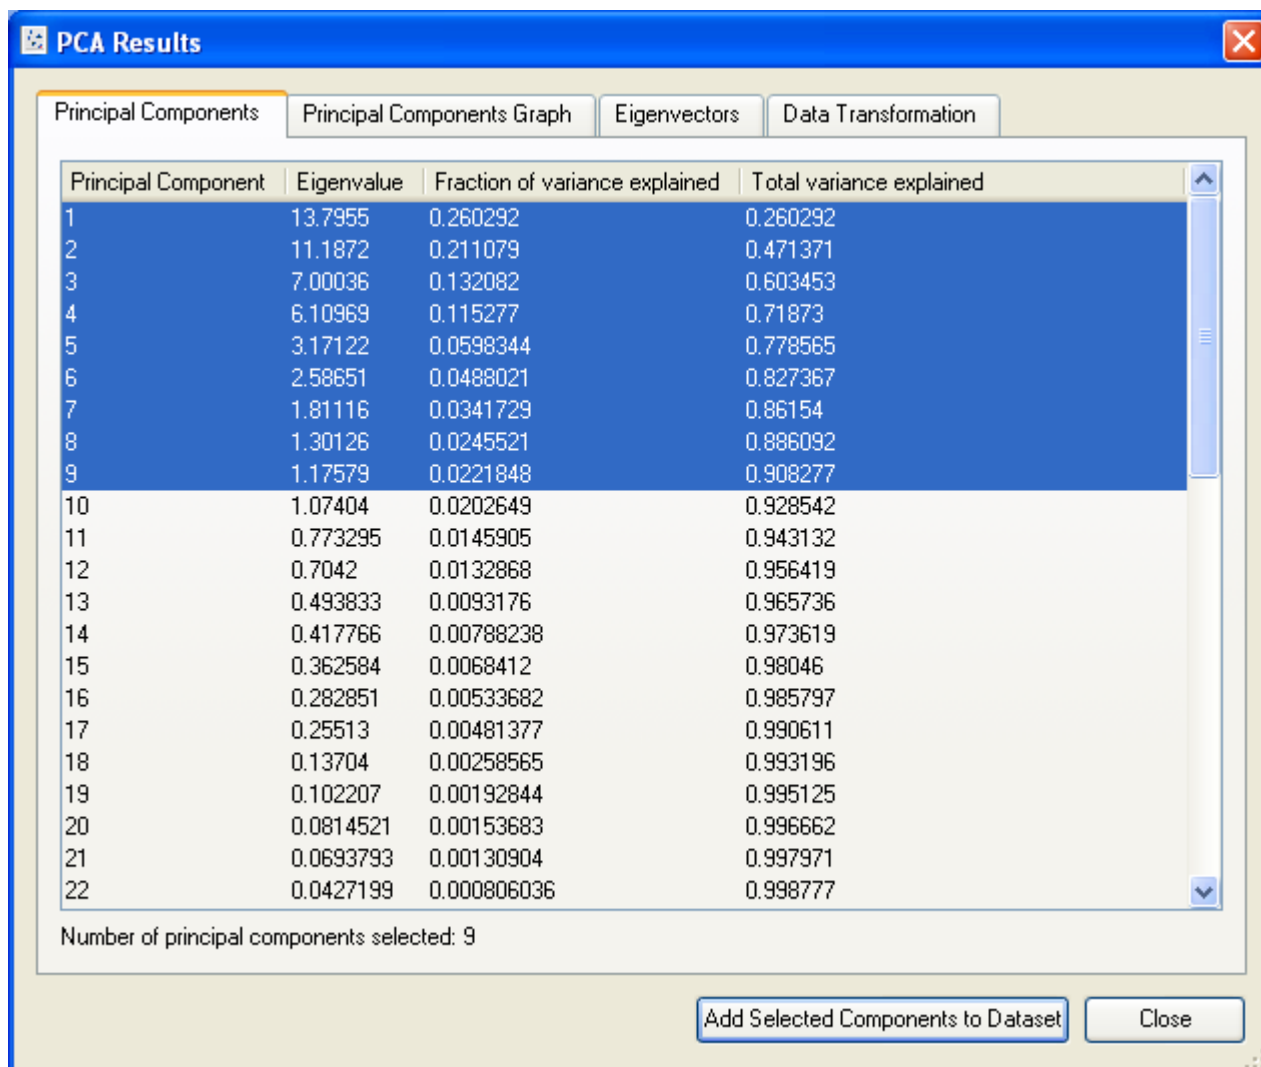 PCA Results
Principal Components Principal Components Graph Eigenvectors Data Transformation
Principal Component Eigenvalue Fraction of variance explained Total variance explained
1 13.7955 0.260292 0.260292
2 11.1872 0.211079 0.471371
3 7.00036 0.132082 0.603453
4 6.10969 0.115277 0.71873
5 3.17122 0.0598344 0.778565
6 2.58651 0.0488021 0.827367
7 1.81116 0.0341729 0.86154
8 1.30126 0.0245521 0.886092
9 1.17579 0.0221848 0.908277
10 1.07404 0.0202649 0.928542
11 0.773295 0.0145905 0.943132
12 0.7042 0.0132868 0.956419
13 0.493833 0.0093176 0.965736
14 0.417766 0.00788238 0.973619
15 0.362584 0.0068412 0.98046
16 0.282851 0.00533682 0.985797
17 0.25513 0.00481377 0.990611
18 0.13704 0.00258565 0.993196
19 0.102207 0.00192844 0.995125
20 0.0814521 0.00153683 0.996662
21 0.0693793 0.00130904 0.997971
22 0.0427199 0.000806036 0.998777
Number of principal components selected: 9
Add Selected Components to Dataset Close